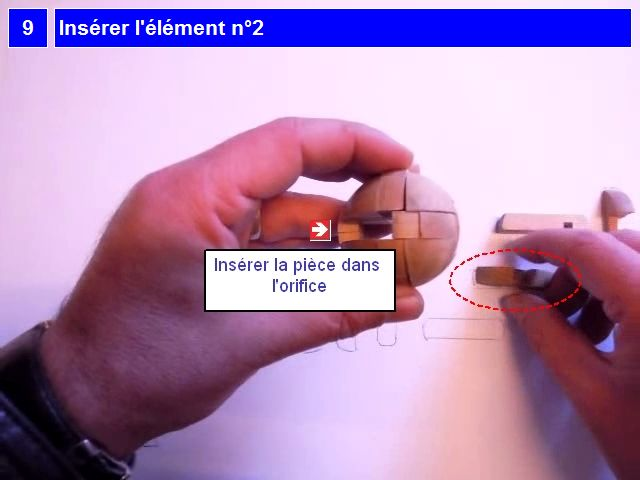 9 Insérer l'élément n°2
Insérer la pièce dans
l'orifice